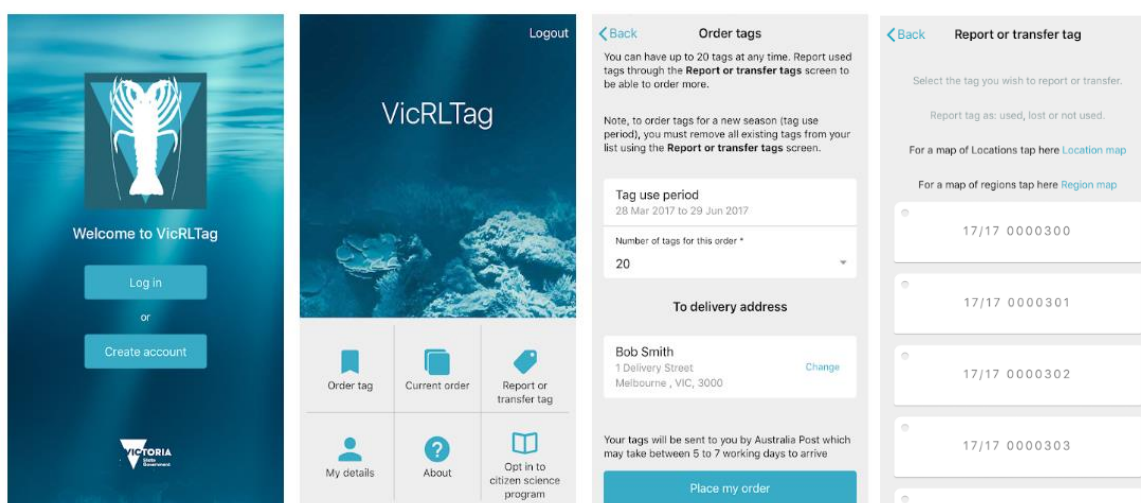 Welcome to VicRLTag
Log in
or
Create account
VICTORIA
State
Government
Logout
VicRLTag
Order tag
Current order
Report or
transfer tag
My details
About
Opt in to
citizen science
program
Back
Order tags
You can have up to 20 tags at any time. Report used
tags through the Report or transfer tags screen to
be able to order more.
Note, to order tags for a new season (tag use
period), you must remove all existing tags from your
list using the Report or transfer tags screen.
Tag use period
28 Mar 2017 to 29 Jun 2017
Number of tags for this order *
20
To delivery address
Bob Smith
1 Delivery Street
Melbourne , VIC, 3000
Change
Your tags will be sent to you by Australia Post which
may take between 5 to 7 working days to arrive
Place my order
Back
Report or transfer tag
Select the tag you wish to report or transfer.
Report tag as: used, lost or not used.
For a map of Locations tap here Location map
For a map of regions tap here Region map
17/17 0000300
17/17 0000301
17/17 0000302
17/17 0000303